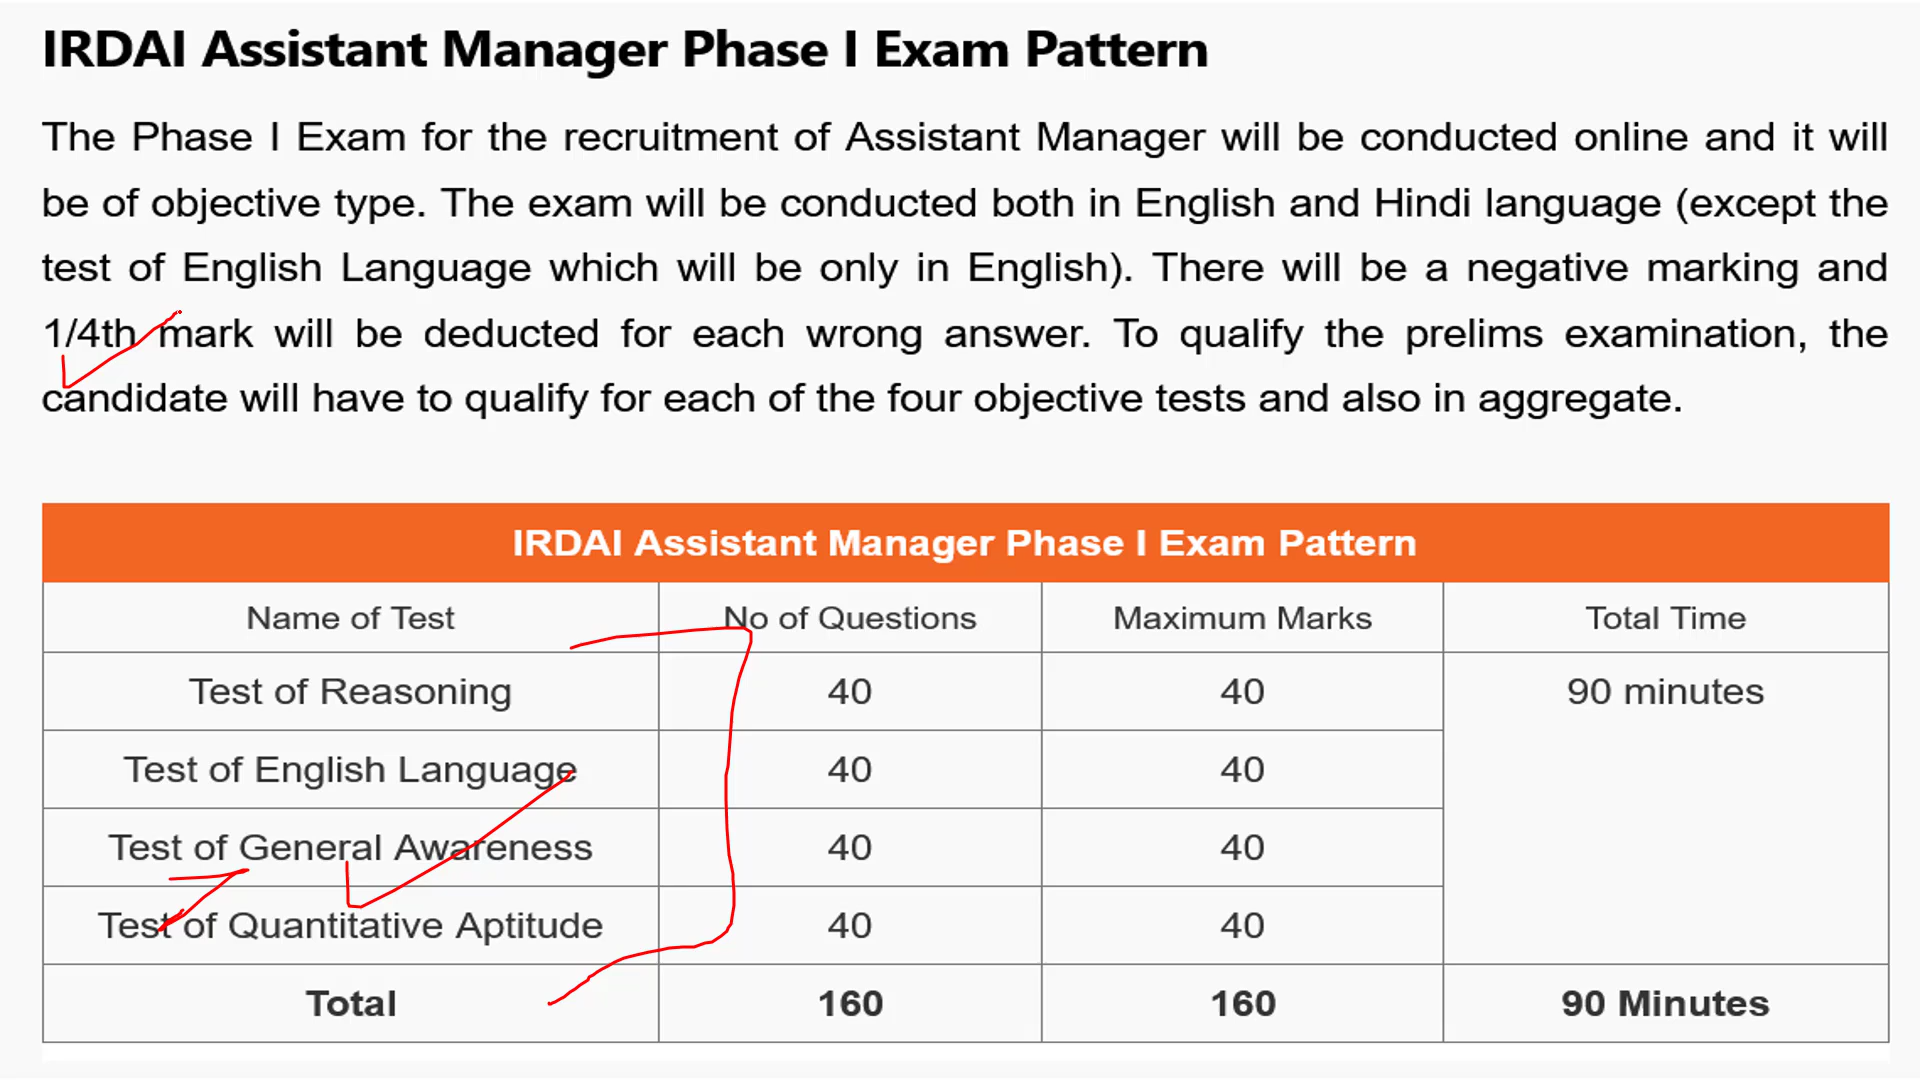 IRDAI Assistant Manager Phase I Exam Pattern
The Phase I Exam for the recruitment of Assistant Manager will be conducted online and it will
be of objective type. The exam will be conducted both in English and Hindi language (except the
test of English Language which will be only in English). There will be a negative marking and
1/4th mark will be deducted for each wrong answer. To qualify the prelims examination, the
candidate will have to qualify for each of the four objective tests and also in aggregate.
IRDAI Assistant Manager Phase I Exam Pattern
Name of Test No of Questions Maximum Marks Total Time
Test of Reasoning 40 40 90 minutes
Test of English Language 40 40
Test of General Awareness 40 40
Test of Quantitative Aptitude 40 40
Total 160 160 90 Minutes